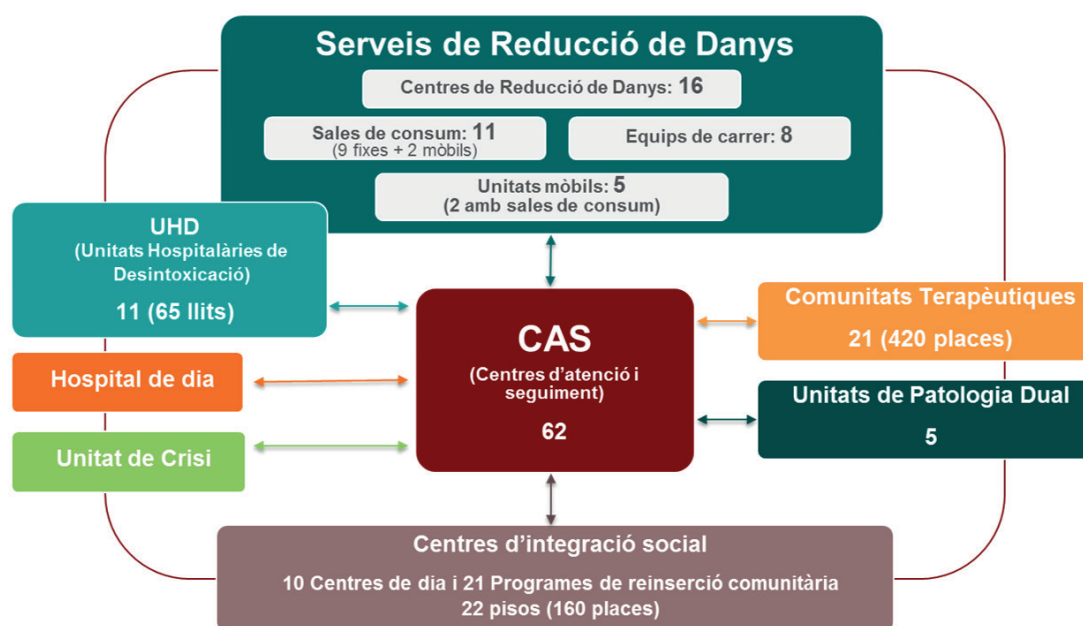 Serveis de Reducció de Danys
Centres de Reducció de Danys: 16
Sales de consum: 11
(9 fixes + 2 mòbils)
Equips de carrer: 8
Unitats mòbils: 5
(2 amb sales de consum)
UHD
(Unitats Hospitalàries de
Desintoxicació)
11 (65 llits)
Hospital de dia
Unitat de Crisi
CAS
(Centres d’atenció i
seguiment)
62
Comunitats Terapèutiques
21 (420 places)
Unitats de Patologia Dual
5
Centres d’integració social
10 Centres de dia i 21 Programes de reinserció comunitària
22 pisos (160 places)